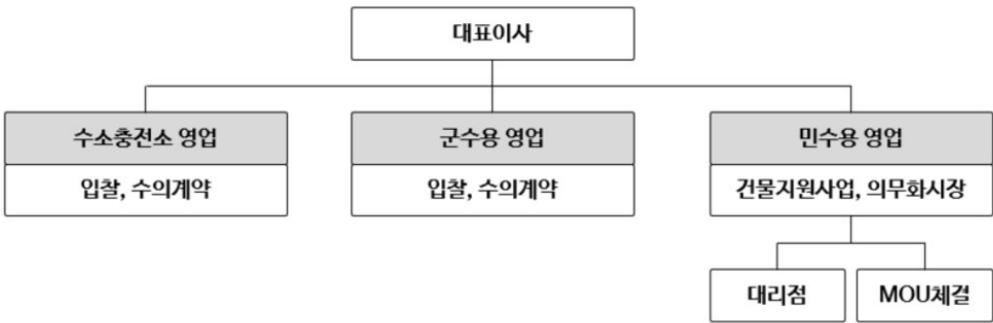 대표이사
수소충전소 영업
군수용 영업
민수용 영업
입찰, 수의계약
입찰, 수의계약
건물지원사업, 의무화시장
대리점
MOU체결